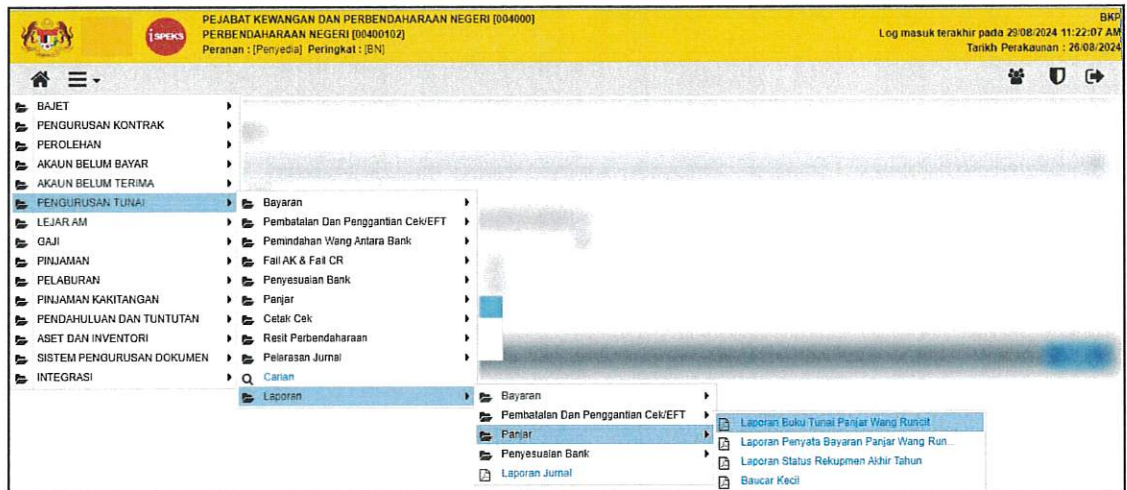 iSPEKS
PEJABAT KEWANGAN DAN PERBENDAHARAAN NEGERI [004000]
PERBENDAHARAAN NEGERI [00400102]
Peranan : [Penyedia] Peringkat : [BN]
BKP
Log masuk terakhir pada 29/08/2024 11:22:07 AM
Tarikh Perakaunan : 26/08/2024
BAJET
PENGURUSAN KONTRAK
PEROLEHAN
AKAUN BELUM BAYAR
AKAUN BELUM TERIMA
PENGURUSAN TUNAI
LEJAR AM
GAJI
PINJAMAN
PELABURAN
PINJAMAN KAKITANGAN
PENDAHULUAN DAN TUNTUTAN
ASET DAN INVENTORI
SISTEM PENGURUSAN DOKUMEN
INTEGRASI
Bayaran
Pembatalan Dan Penggantian Cek/EFT
Pemindahan Wang Antara Bank
Fail AK & Fail CR
Penyesuaian Bank
Panjar
Cetak Cek
Resit Perbendaharaan
Pelarasan Jurnal
Carian
Laporan
Bayaran
Pembatalan Dan Penggantian Cek/EFT
Panjar
Penyesuaian Bank
Laporan Jurnal
Laporan Buku Tunai Panjar Wang Runcit
Laporan Penyata Bayaran Panjar Wang Run...
Laporan Status Rekupmen Akhir Tahun
Baucar Kecil